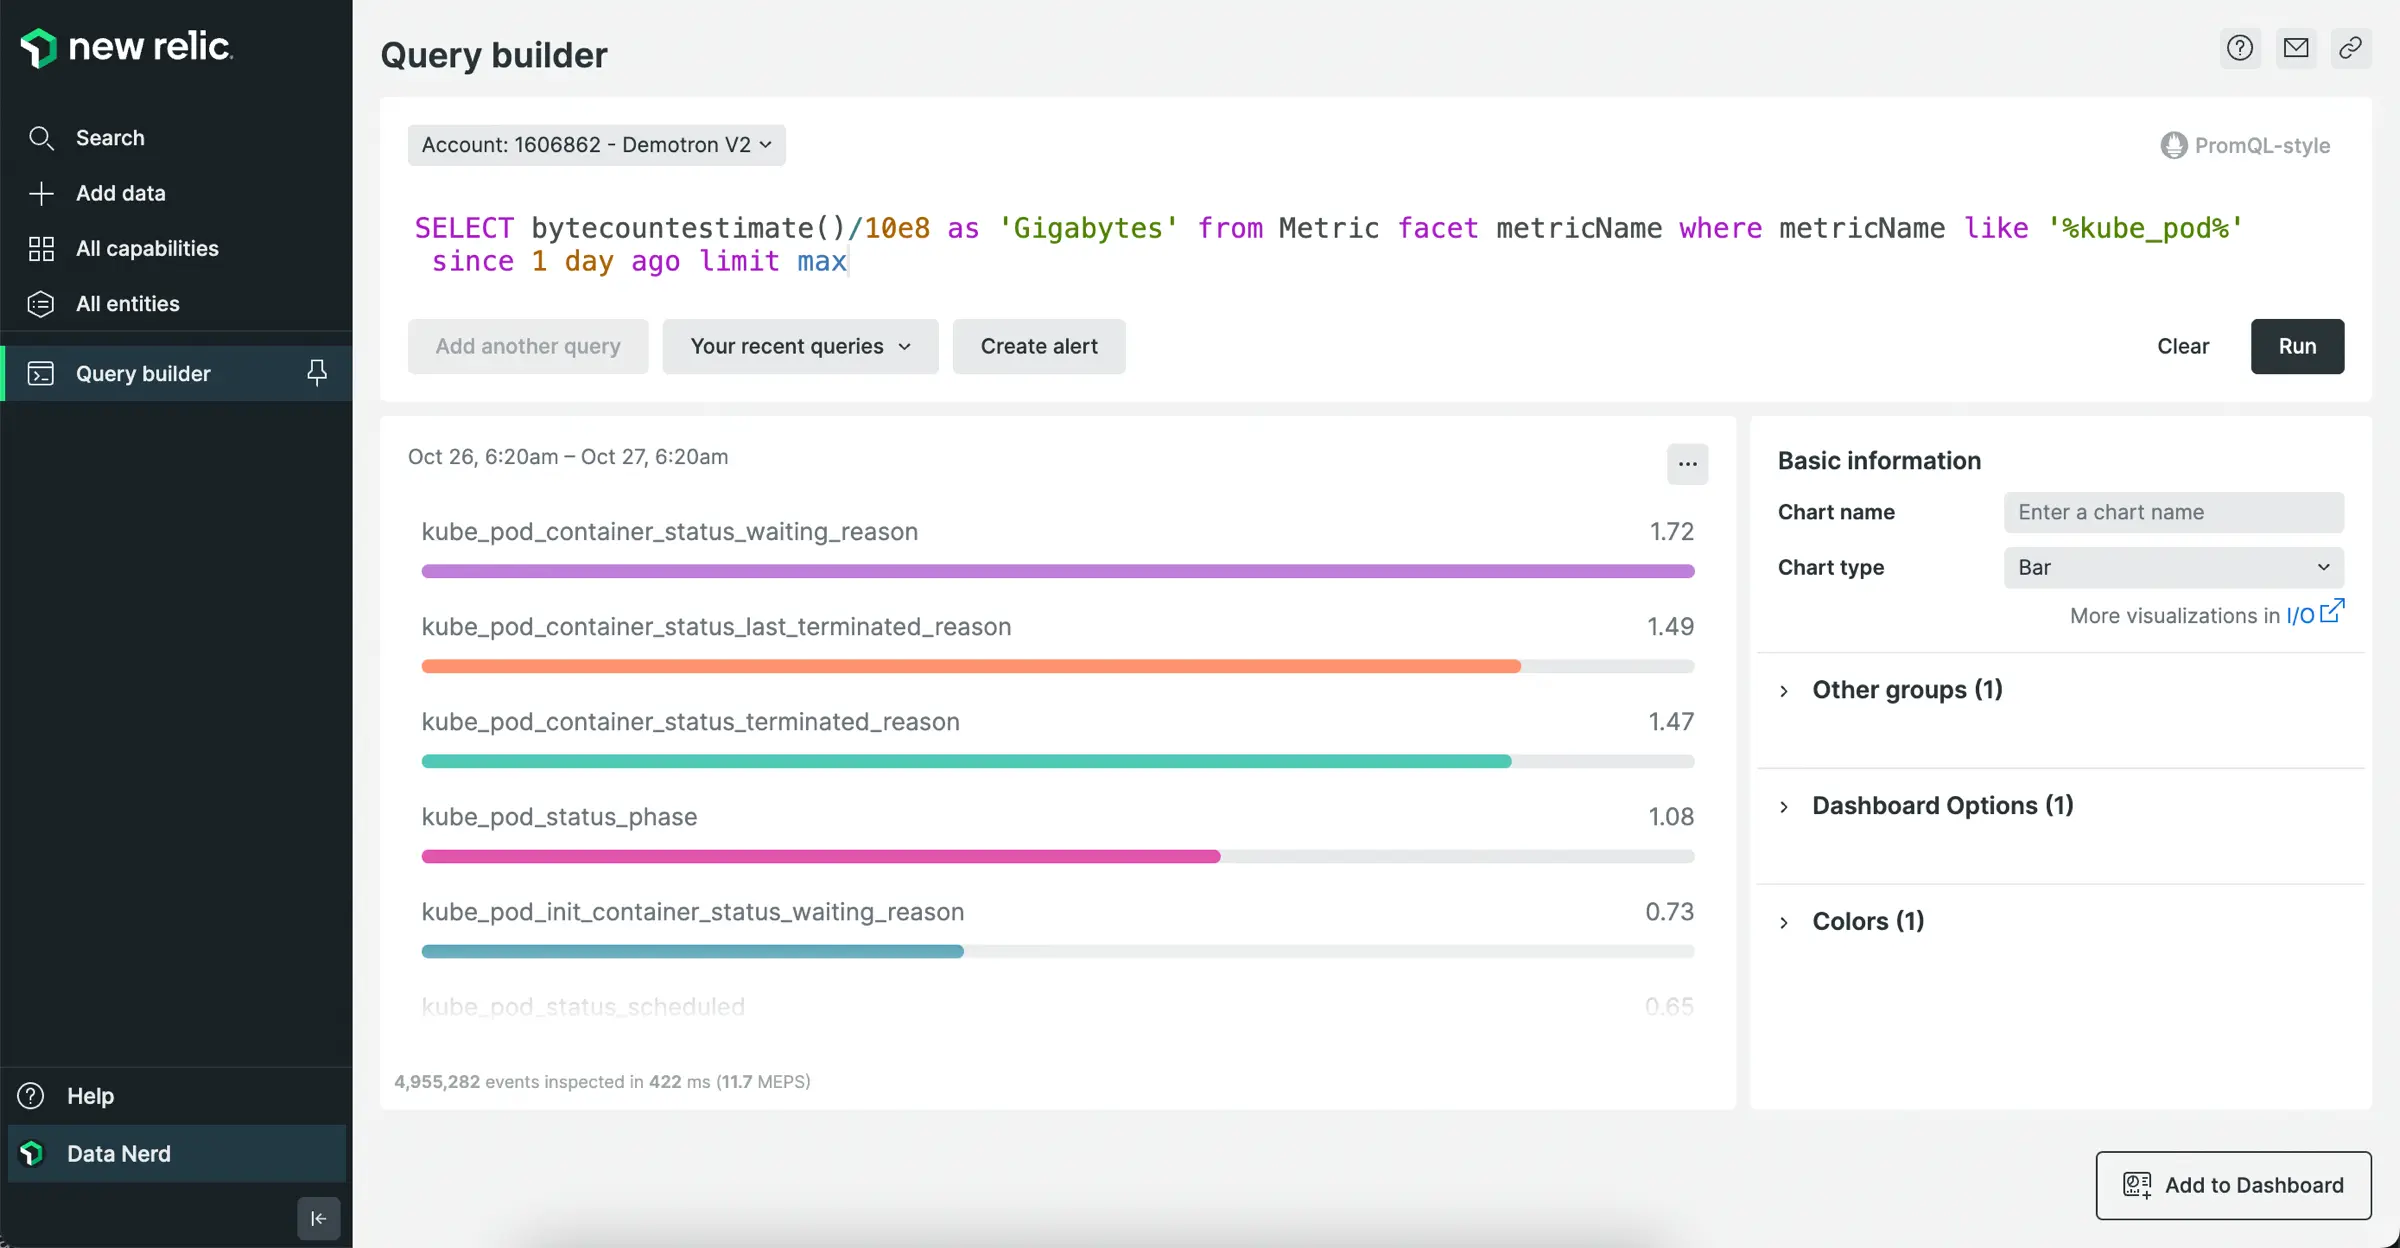 new relic.
Search
Add data
All capabilities
All entities
Query builder
Help
Data Nerd
Query builder
Account: 1606862 - Demotron V2
PromQL-style
SELECT bytecountestimate()/10e8 as 'Gigabytes' from Metric facet metricName where metricName like '%kube_pod%'
since 1 day ago limit max
Add another query
Your recent queries
Create alert
Clear
Run
Oct 26, 6:20am – Oct 27, 6:20am
...
kube_pod_container_status_waiting_reason 1.72
kube_pod_container_status_last_terminated_reason 1.49
kube_pod_container_status_terminated_reason 1.47
kube_pod_status_phase 1.08
kube_pod_init_container_status_waiting_reason 0.73
kube_pod_status_scheduled 0.65
4,955,282 events inspected in 422 ms (11.7 MEPS)
Basic information
Chart name Enter a chart name
Chart type Bar
More visualizations in I/O
Other groups (1)
Dashboard Options (1)
Colors (1)
Add to Dashboard